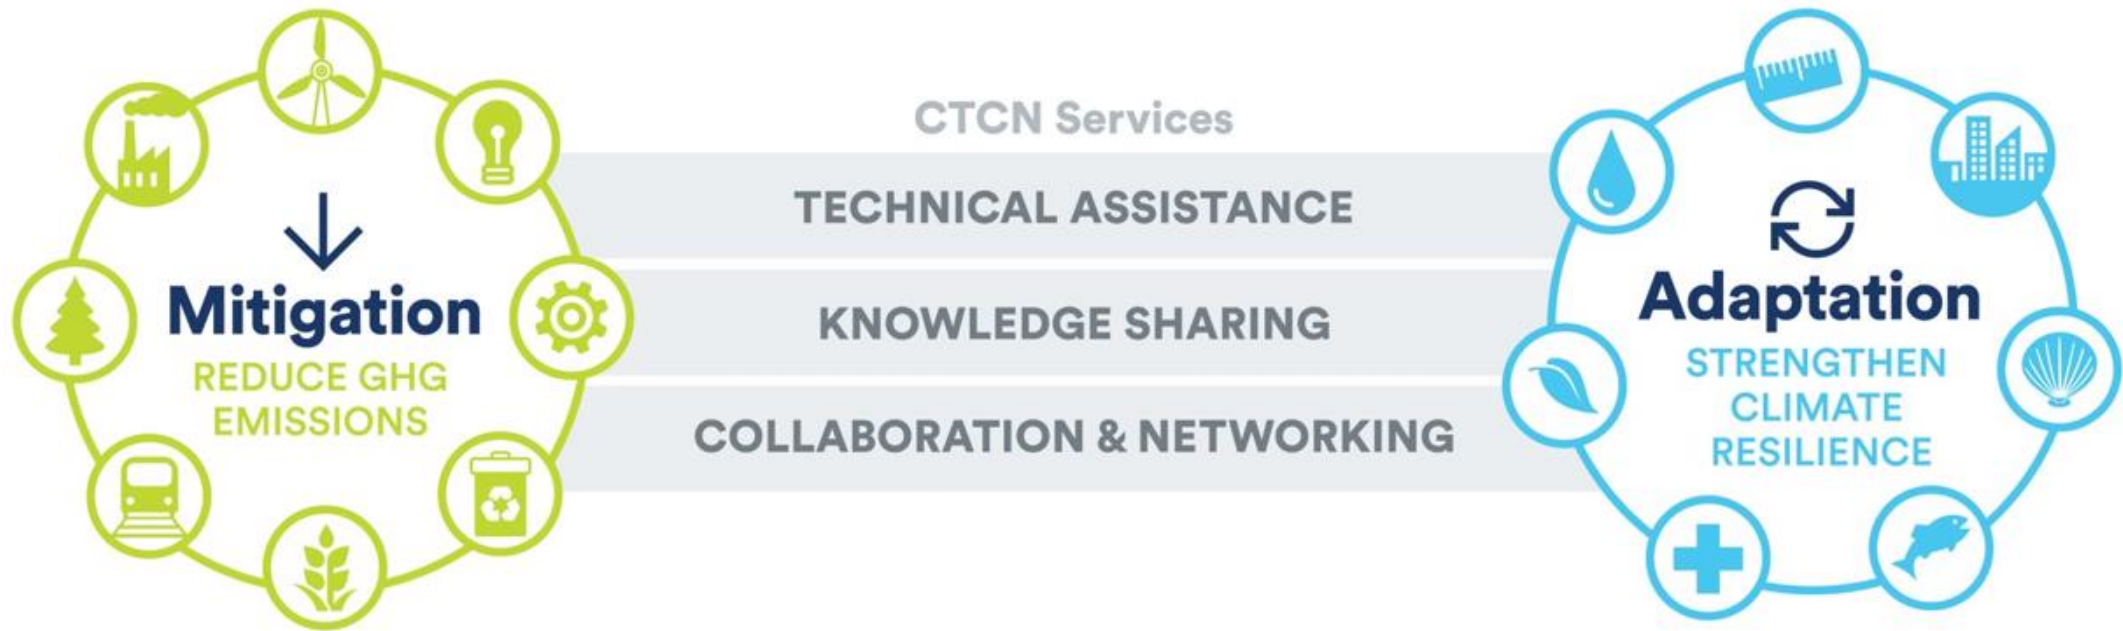 CTCN Services
TECHNICAL ASSISTANCE
KNOWLEDGE SHARING
COLLABORATION & NETWORKING
Mitigation
REDUCE GHG
EMISSIONS
Adaptation
STRENGTHEN
CLIMATE
RESILIENCE